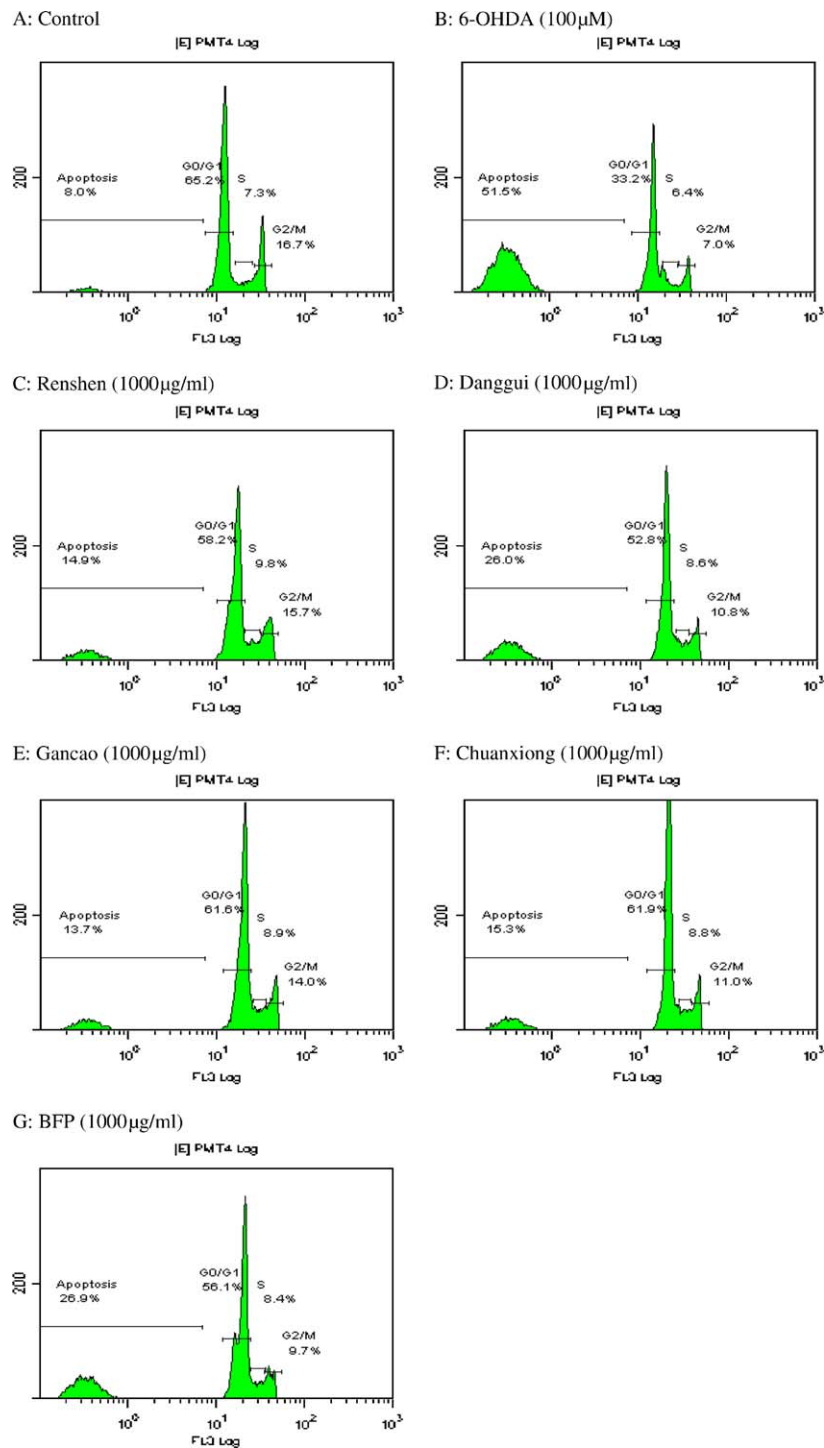 A: Control
B: 6-OHDA (100µM)
[E] PMT4 Log
[E] PMT4 Log
200
Apoptosis
8.0%
G0/G1
65.2%
S
7.3%
G2/M
16.7%
10⁰ 10¹ 10² 10³
FL3 Log
200
Apoptosis
51.5%
G0/G1
33.2%
S
6.4%
G2/M
7.0%
10⁰ 10¹ 10² 10³
FL3 Log
C: Renshen (1000µg/ml)
D: Danggui (1000µg/ml)
[E] PMT4 Log
[E] PMT4 Log
200
Apoptosis
14.9%
G0/G1
58.2%
S
9.8%
G2/M
15.7%
10⁰ 10¹ 10² 10³
FL3 Log
200
Apoptosis
26.0%
G0/G1
52.8%
S
8.6%
G2/M
10.8%
10⁰ 10¹ 10² 10³
FL3 Log
E: Gancao (1000µg/ml)
F: Chuanxiong (1000µg/ml)
[E] PMT4 Log
[E] PMT4 Log
200
Apoptosis
13.7%
G0/G1
61.6%
S
8.9%
G2/M
14.0%
10⁰ 10¹ 10² 10³
FL3 Log
200
Apoptosis
15.3%
G0/G1
61.9%
S
8.8%
G2/M
11.0%
10⁰ 10¹ 10² 10³
FL3 Log
G: BFP (1000µg/ml)
[E] PMT4 Log
200
Apoptosis
26.9%
G0/G1
56.1%
S
8.4%
G2/M
9.7%
10⁰ 10¹ 10² 10³
FL3 Log